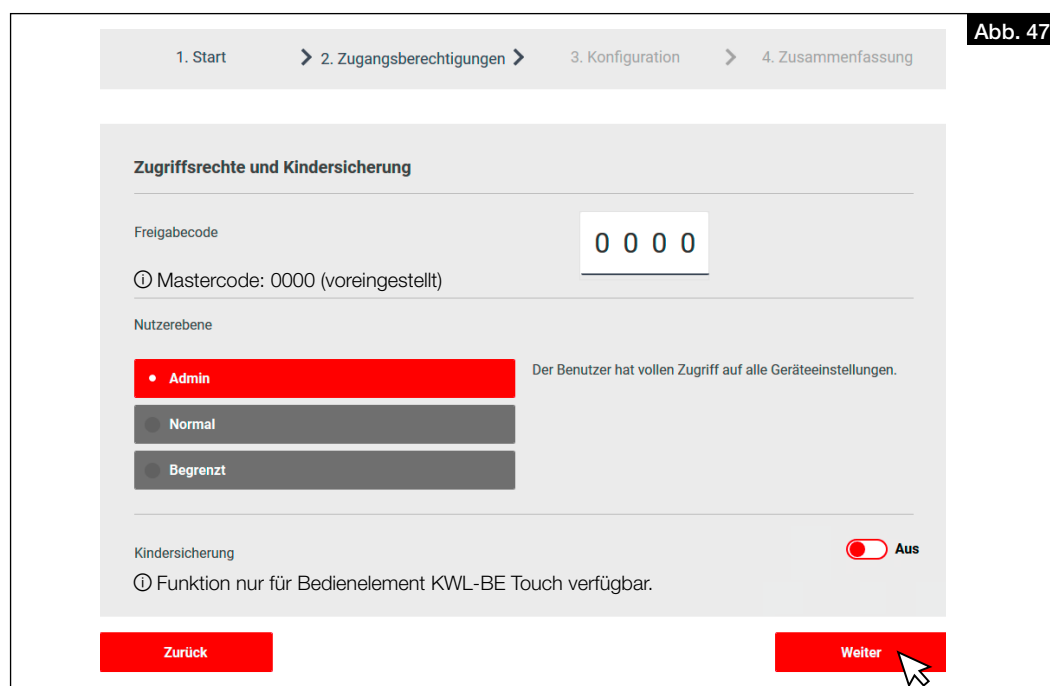 Abb. 47
1. Start > 2. Zugangsberechtigungen > 3. Konfiguration > 4. Zusammenfassung
Zugriffsrechte und Kindersicherung
Freigabecode
0 0 0 0
ⓘ Mastercode: 0000 (voreingestellt)
Nutzerebene
Admin
Der Benutzer hat vollen Zugriff auf alle Geräteeinstellungen.
Normal
Begrenzt
Kindersicherung
Aus
ⓘ Funktion nur für Bedienelement KWL-BE Touch verfügbar.
Zurück
Weiter